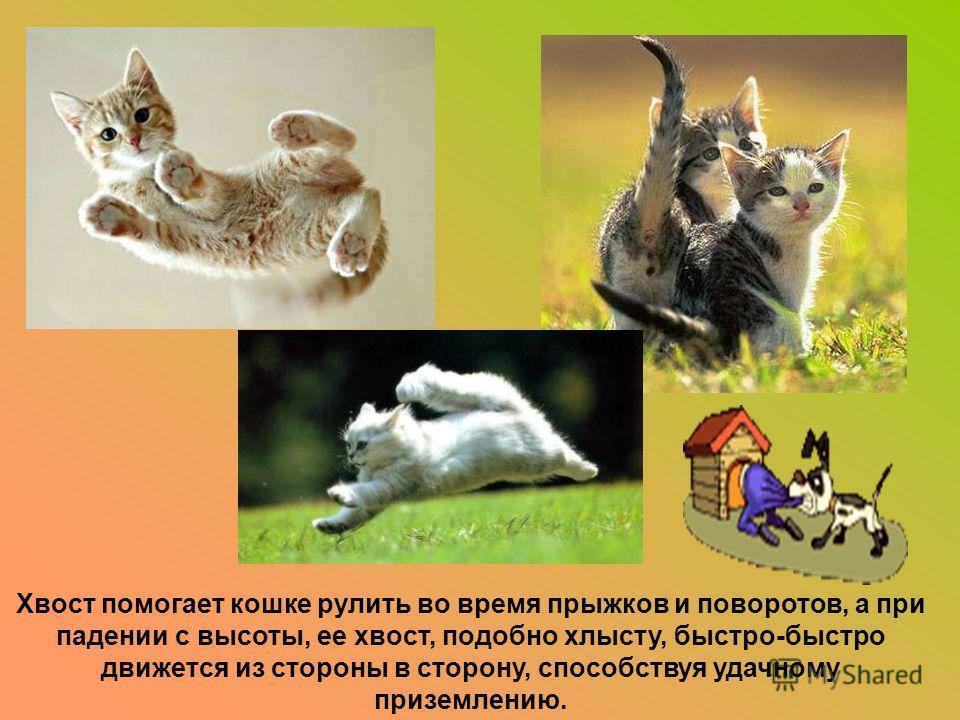 Хвост помогает кошке рулить во время прыжков и поворотов, а при
падении с высоты, ее хвост, подобно хлысту, быстро-быстро
движется из стороны в сторону, способствуя удачному
приземлению.
MyShared